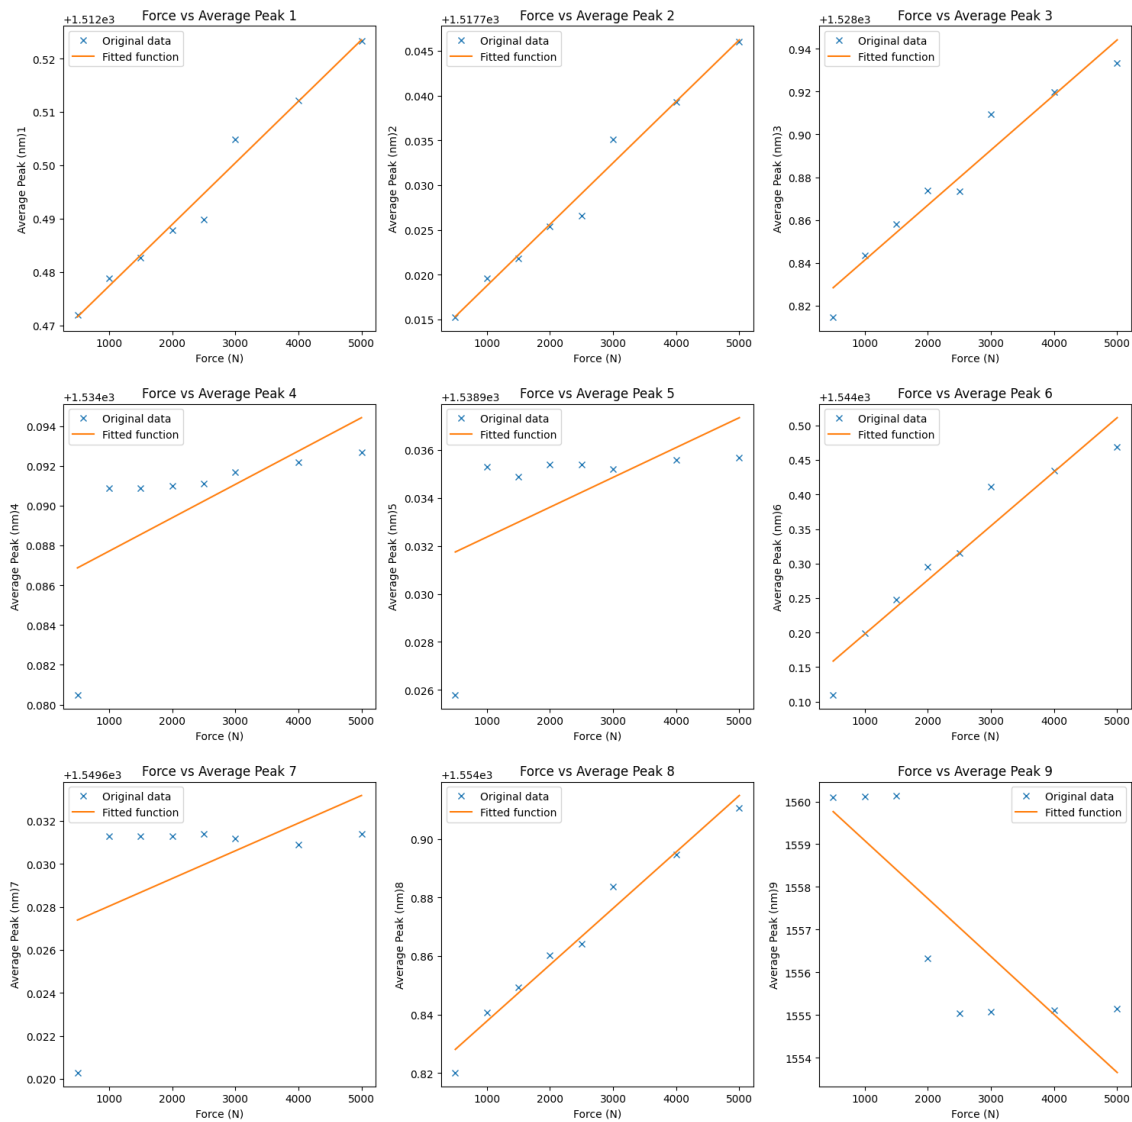 Force vs Average Peak 1
+1.512e3
Original data
Fitted function
0.52
0.51
0.50
0.49
0.48
0.47
Average Peak (nm)1
1000 2000 3000 4000 5000
Force (N)
Force vs Average Peak 2
+1.5177e3
Original data
Fitted function
0.045
0.040
0.035
0.030
0.025
0.020
0.015
Average Peak (nm)2
1000 2000 3000 4000 5000
Force (N)
Force vs Average Peak 3
+1.528e3
Original data
Fitted function
0.94
0.92
0.90
0.88
0.86
0.84
0.82
Average Peak (nm)3
1000 2000 3000 4000 5000
Force (N)
Force vs Average Peak 4
+1.534e3
Original data
Fitted function
0.094
0.092
0.090
0.088
0.086
0.084
0.082
0.080
Average Peak (nm)4
1000 2000 3000 4000 5000
Force (N)
Force vs Average Peak 5
+1.5389e3
Original data
Fitted function
0.036
0.034
0.032
0.030
0.028
0.026
Average Peak (nm)5
1000 2000 3000 4000 5000
Force (N)
Force vs Average Peak 6
+1.544e3
Original data
Fitted function
0.50
0.45
0.40
0.35
0.30
0.25
0.20
0.15
0.10
Average Peak (nm)6
1000 2000 3000 4000 5000
Force (N)
Force vs Average Peak 7
+1.5496e3
Original data
Fitted function
0.032
0.030
0.028
0.026
0.024
0.022
0.020
Average Peak (nm)7
1000 2000 3000 4000 5000
Force (N)
Force vs Average Peak 8
+1.554e3
Original data
Fitted function
0.90
0.88
0.86
0.84
0.82
Average Peak (nm)8
1000 2000 3000 4000 5000
Force (N)
Force vs Average Peak 9
Original data
Fitted function
1560
1559
1558
1557
1556
1555
1554
Average Peak (nm)9
1000 2000 3000 4000 5000
Force (N)